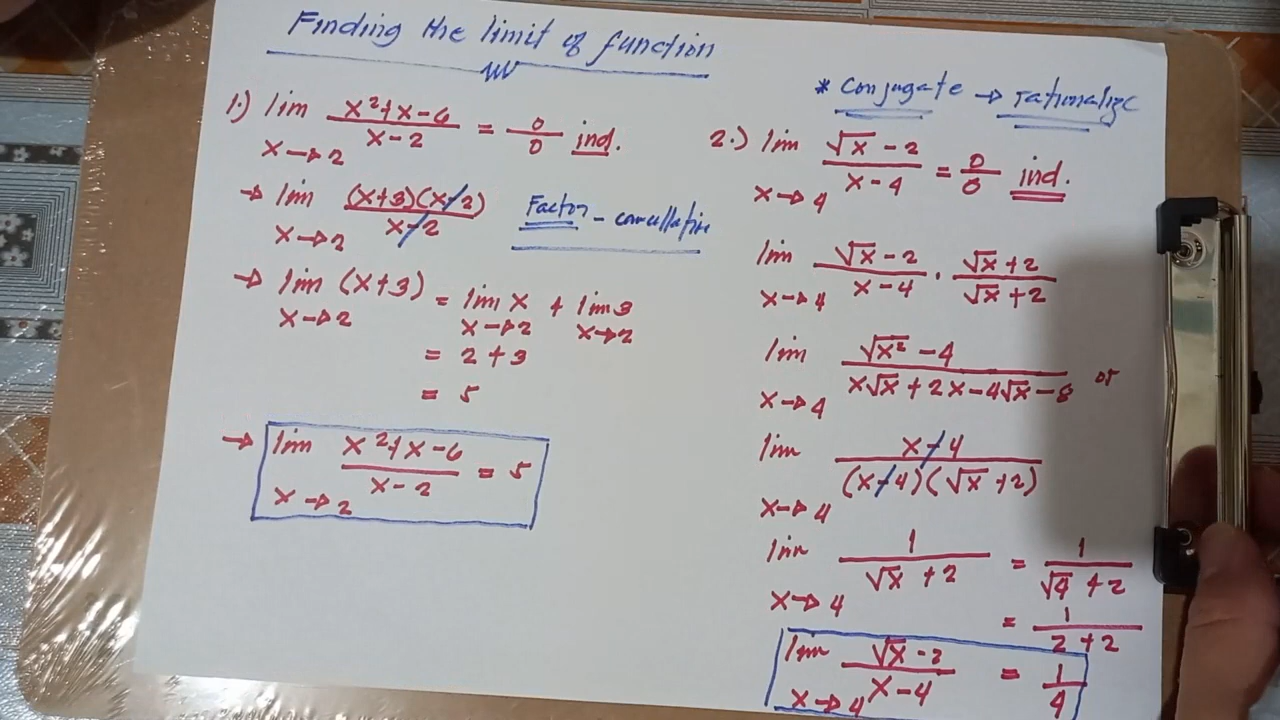 Finding the limit of function
* Conjugate → rationalize
1.) lim x→2 x²+x-6 / x-2 = 0/0 ind.
→ lim x→2 (x+3)(x-2) / x-2
Factor - cancellation
→ lim x→2 (x+3) = lim x→2 x + lim x→2 3
= 2+3
= 5
→ lim x→2 x²+x-6 / x-2 = 5
2.) lim x→4 √x - 2 / x-4 = 0/0 ind.
lim x→4 √x - 2 / x-4 · √x + 2 / √x + 2
lim x→4 √x² - 4 / x√x + 2x - 4√x - 8 or
lim x→4 x-4 / (x-4)(√x + 2)
lim x→4 1 / √x + 2 = 1 / √4 + 2
= 1 / 2+2
lim x→4 √x - 2 / x-4 = 1/4